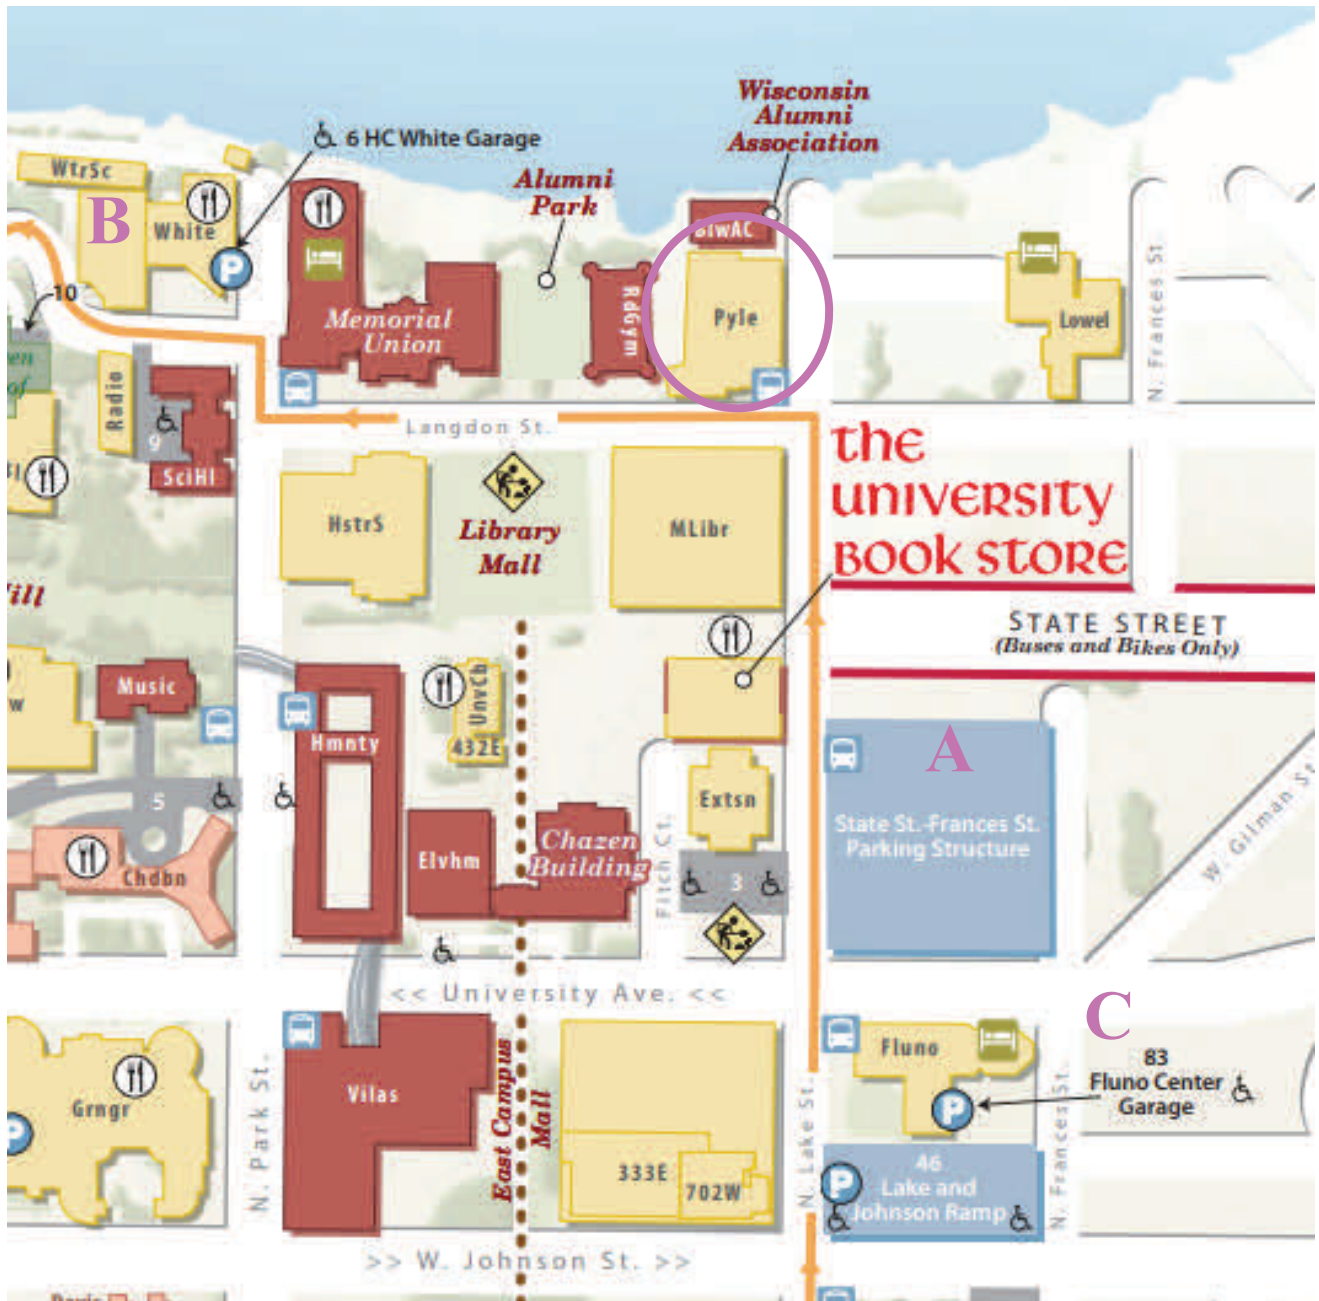 Wisconsin
Alumni
Association
6 HC White Garage
Alumni
Park
WtrSc
B
White
P
BlwAC
10
Memorial
Union
RdGym
Pyle
Lowel
N. Frances St.
Radio
9
SciHl
Langdon St.
the
University
Book Store
HstrS
Library
Mall
MLibr
STATE STREET
(Buses and Bikes Only)
Music
Hmnty
UnvCb
432E
A
5
Extsn
State St.-Frances St.
Parking Structure
W. Gilman St.
Chdbn
Elvhm
Chazen
Building
Fitch Ct.
3
<< University Ave. <<
C
Fluno
83
Fluno Center
Garage
P
Grngr
P
N. Park St.
Vilas
East Campus
Mall
333E
702W
N. Lake St.
46
Lake and
Johnson Ramp
P
N. Frances St.
>> W. Johnson St. >>